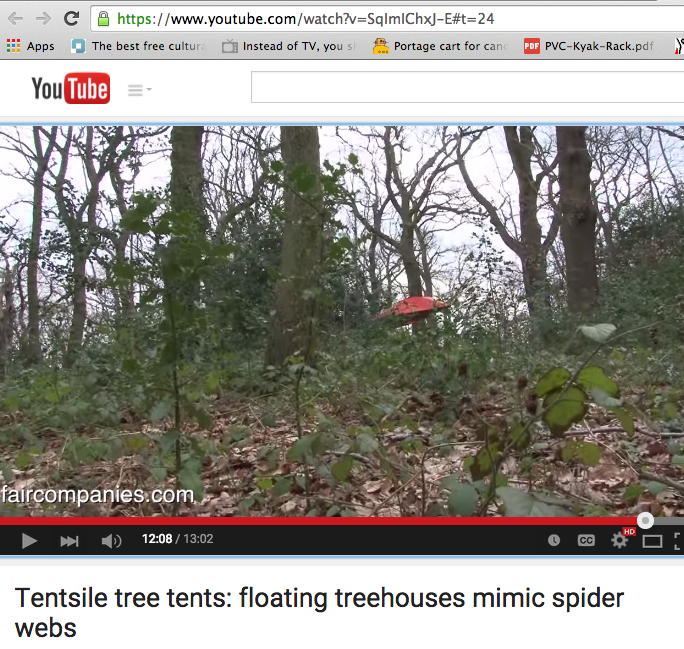 https://www.youtube.com/watch?v=SqImIChxJ-E#t=24
Apps The best free cultura Instead of TV, you s Portage cart for cano PDF PVC-Kyak-Rack.pdf
YouTube
faircompanies.com
12:08 / 13:02 CC HD
Tentsile tree tents: floating treehouses mimic spider
webs